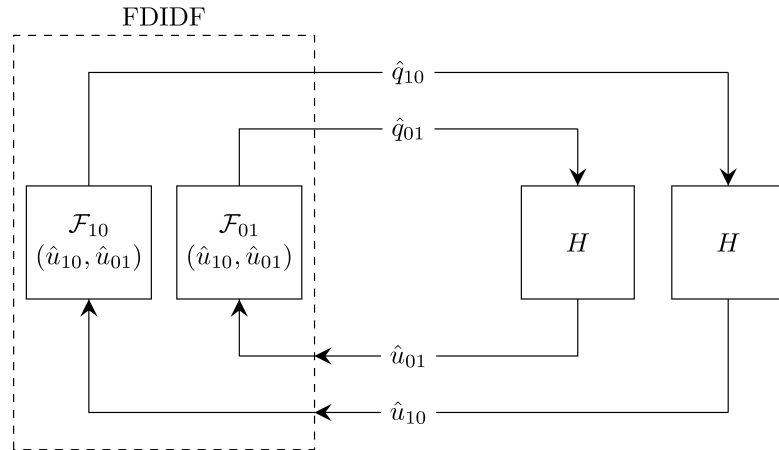 FDIDF
q̂₁₀
q̂₀₁
ℱ₁₀
(û₁₀, û₀₁)
ℱ₀₁
(û₁₀, û₀₁)
H
H
û₀₁
û₁₀